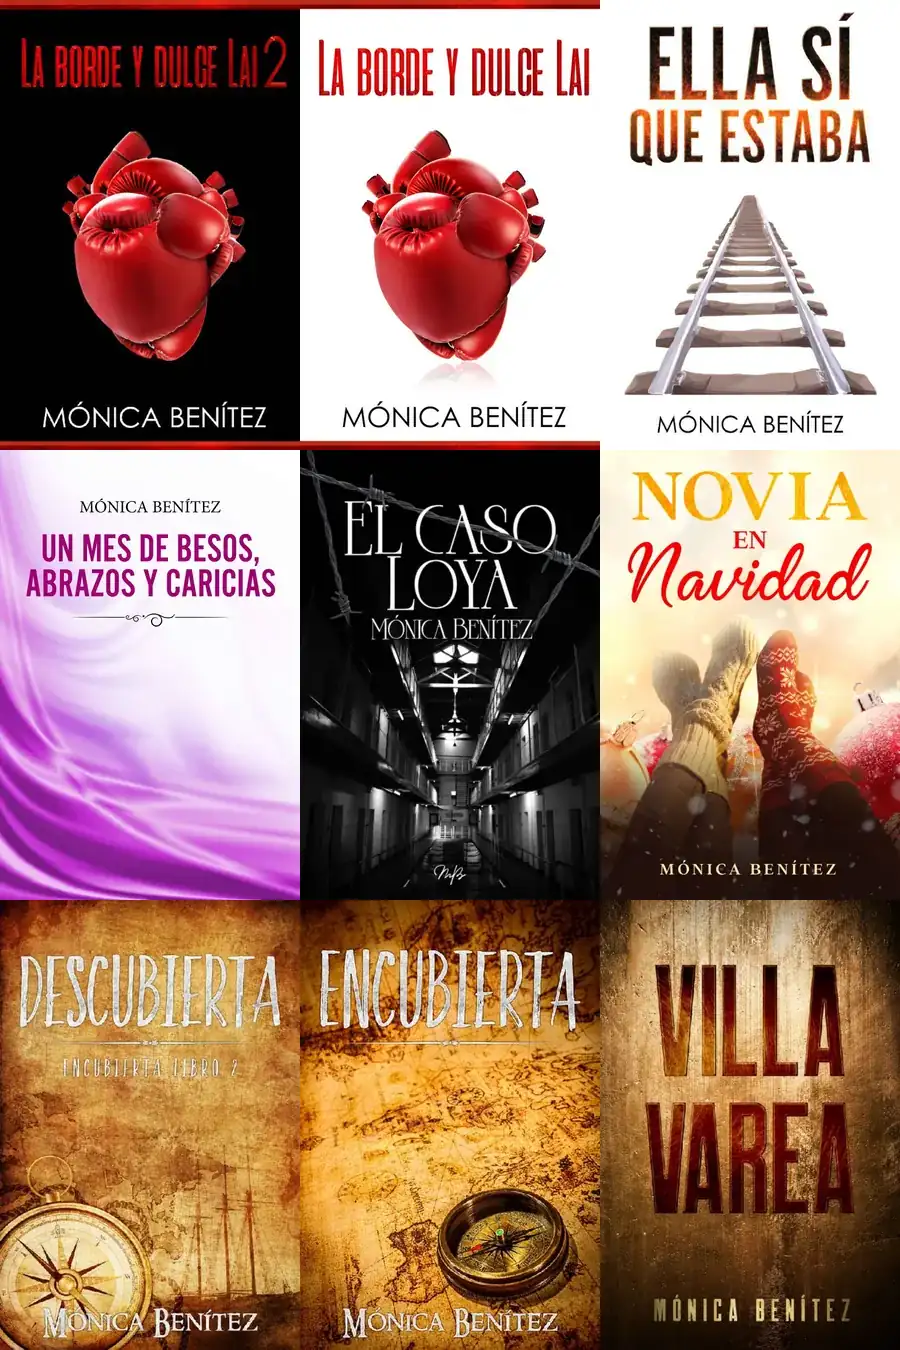 LA BORDE Y DULCE LAI 2
MÓNICA BENÍTEZ
LA BORDE Y DULCE LAI
MÓNICA BENÍTEZ
ELLA SÍ
QUE ESTABA
MÓNICA BENÍTEZ
MÓNICA BENÍTEZ
UN MES DE BESOS,
ABRAZOS Y CARICIAS
EL CASO
LOYA
MÓNICA BENÍTEZ
MB
NOVIA
EN
Navidad
MÓNICA BENÍTEZ
DESCUBIERTA
ENCUBIERTA LIBRO 2
MÓNICA BENÍTEZ
ENCUBIERTA
MÓNICA BENÍTEZ
VILLA
VAREA
MÓNICA BENÍTEZ